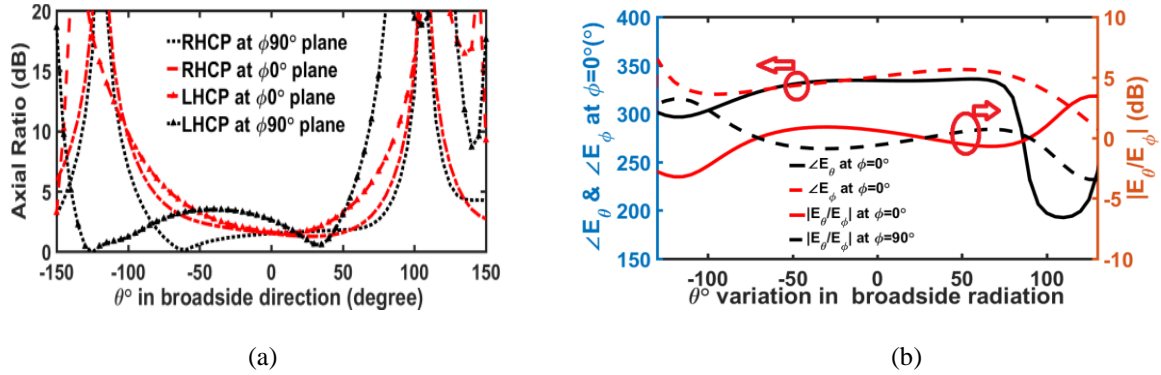 20
15
10
5
0
Axial Ratio (dB)
RHCP at ϕ90° plane
RHCP at ϕ0° plane
LHCP at ϕ0° plane
LHCP at ϕ90° plane
-150 -100 -50 0 50 100 150
θ° in broadside direction (degree)
(a)
400
350
300
250
200
150
∠E_θ & ∠E_ϕ at ϕ=0°(°)
10
5
0
-5
-10
|E_θ/E_ϕ| (dB)
∠E_θ at ϕ=0°
∠E_ϕ at ϕ=0°
|E_θ/E_ϕ| at ϕ=0°
|E_θ/E_ϕ| at ϕ=90°
-100 -50 0 50 100
θ° variation in broadside radiation
(b)